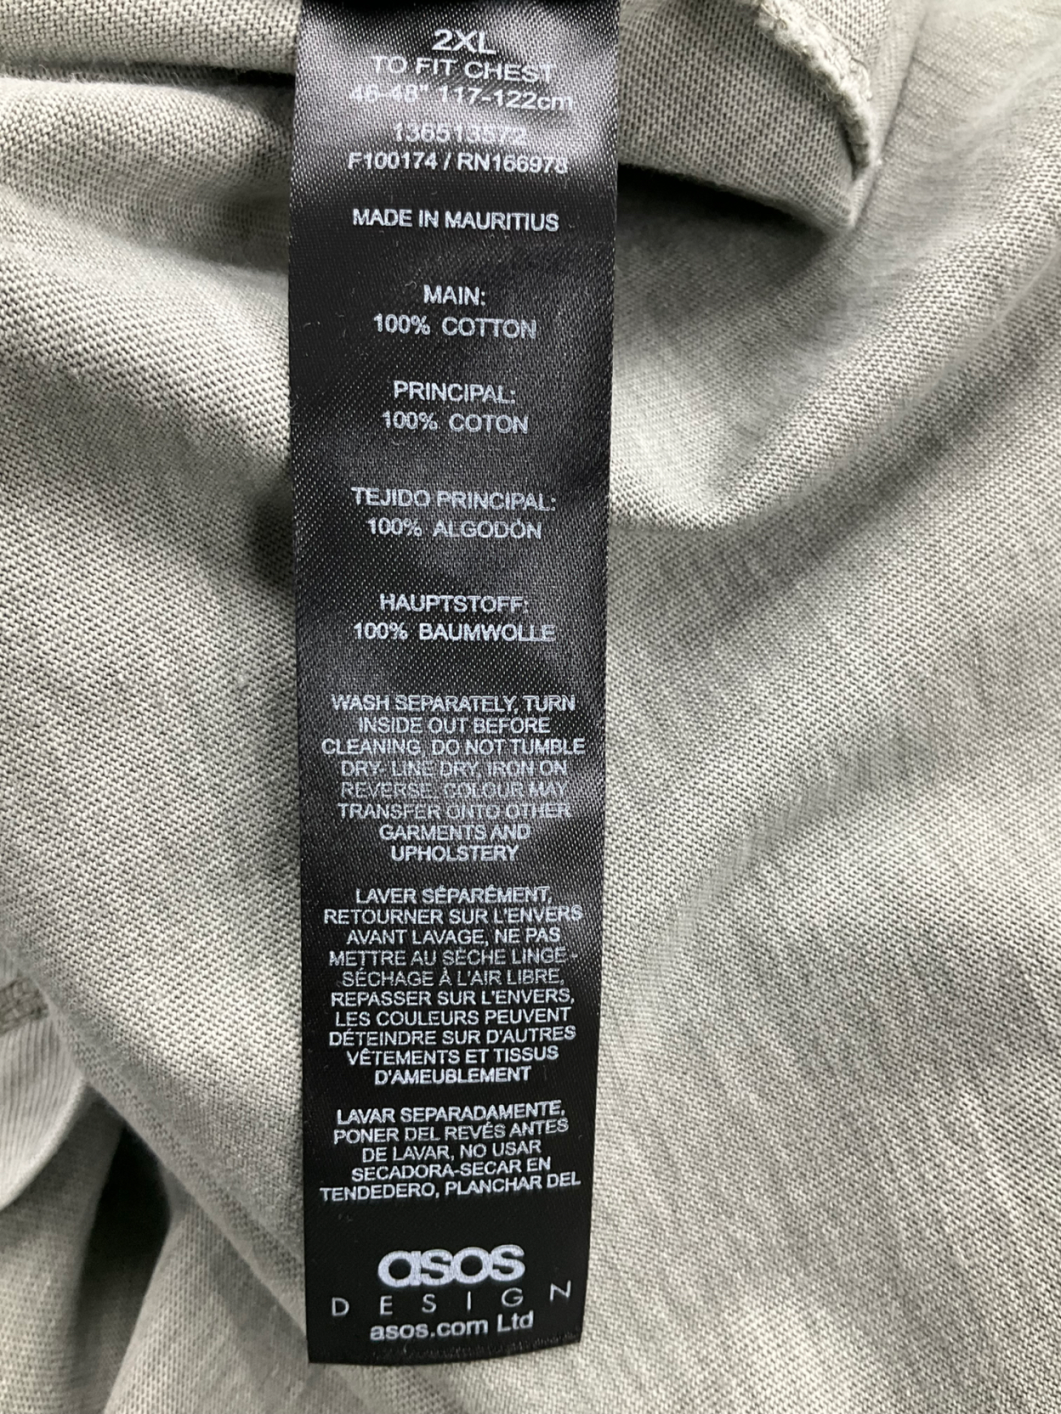 2XL
TO FIT CHEST
46-48" 117-122cm
136513572
F100174 / RN166978
MADE IN MAURITIUS
MAIN:
100% COTTON
PRINCIPAL:
100% COTON
TEJIDO PRINCIPAL:
100% ALGODÓN
HAUPTSTOFF:
100% BAUMWOLLE
WASH SEPARATELY, TURN
INSIDE OUT BEFORE
CLEANING, DO NOT TUMBLE
DRY- LINE DRY, IRON ON
REVERSE, COLOUR MAY
TRANSFER ONTO OTHER
GARMENTS AND
UPHOLSTERY
LAVER SÉPARÉMENT,
RETOURNER SUR L'ENVERS
AVANT LAVAGE, NE PAS
METTRE AU SÈCHE LINGE -
SÉCHAGE À L'AIR LIBRE,
REPASSER SUR L'ENVERS,
LES COULEURS PEUVENT
DÉTEINDRE SUR D'AUTRES
VÊTEMENTS ET TISSUS
D'AMEUBLEMENT
LAVAR SEPARADAMENTE,
PONER DEL REVÉS ANTES
DE LAVAR, NO USAR
SECADORA-SECAR EN
TENDEDERO, PLANCHAR DEL
asos
DESIGN
asos.com Ltd